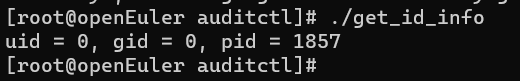 [root@openEuler auditctl]# ./get_id_info
uid = 0, gid = 0, pid = 1857
[root@openEuler auditctl]#